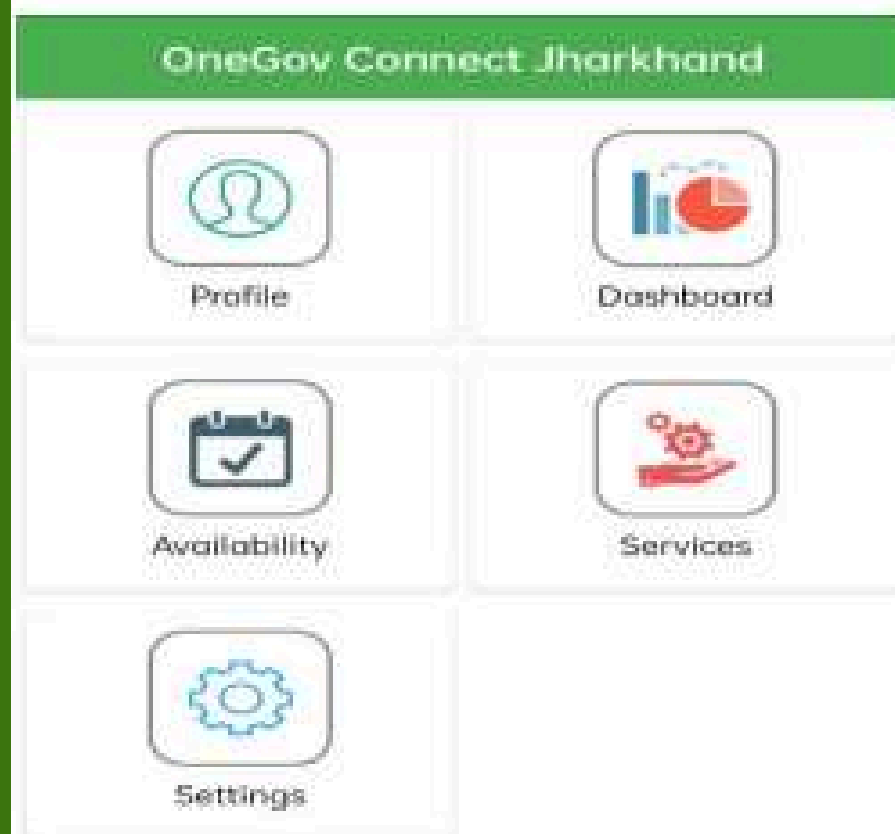 OneGov Connect Jharkhand
Profile
Dashboard
Availability
Services
Settings